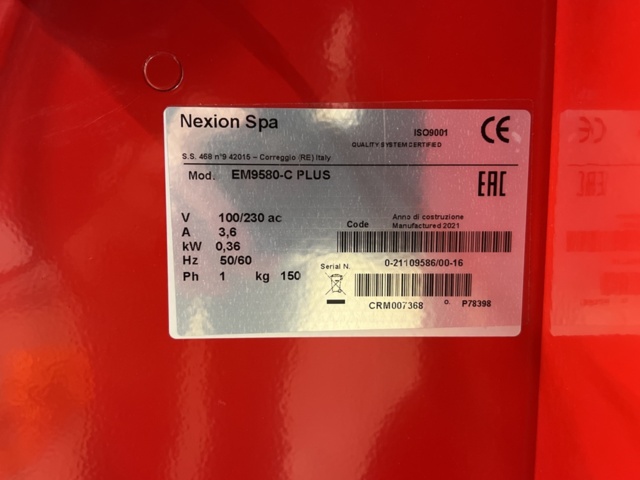 Nexion Spa
ISO9001
QUALITY SYSTEM CERTIFIED
CE
S.S. 468 n°9 42015 – Correggio (RE) Italy
Mod. EM9580-C PLUS
EAC
V 100/230 ac
A 3,6
kW 0,36
Hz 50/60
Ph 1 kg 150
Anno di costruzione
Code Manufactured 2021
0-21109586/00-16
Serial N.
CRM007368 o. P78398